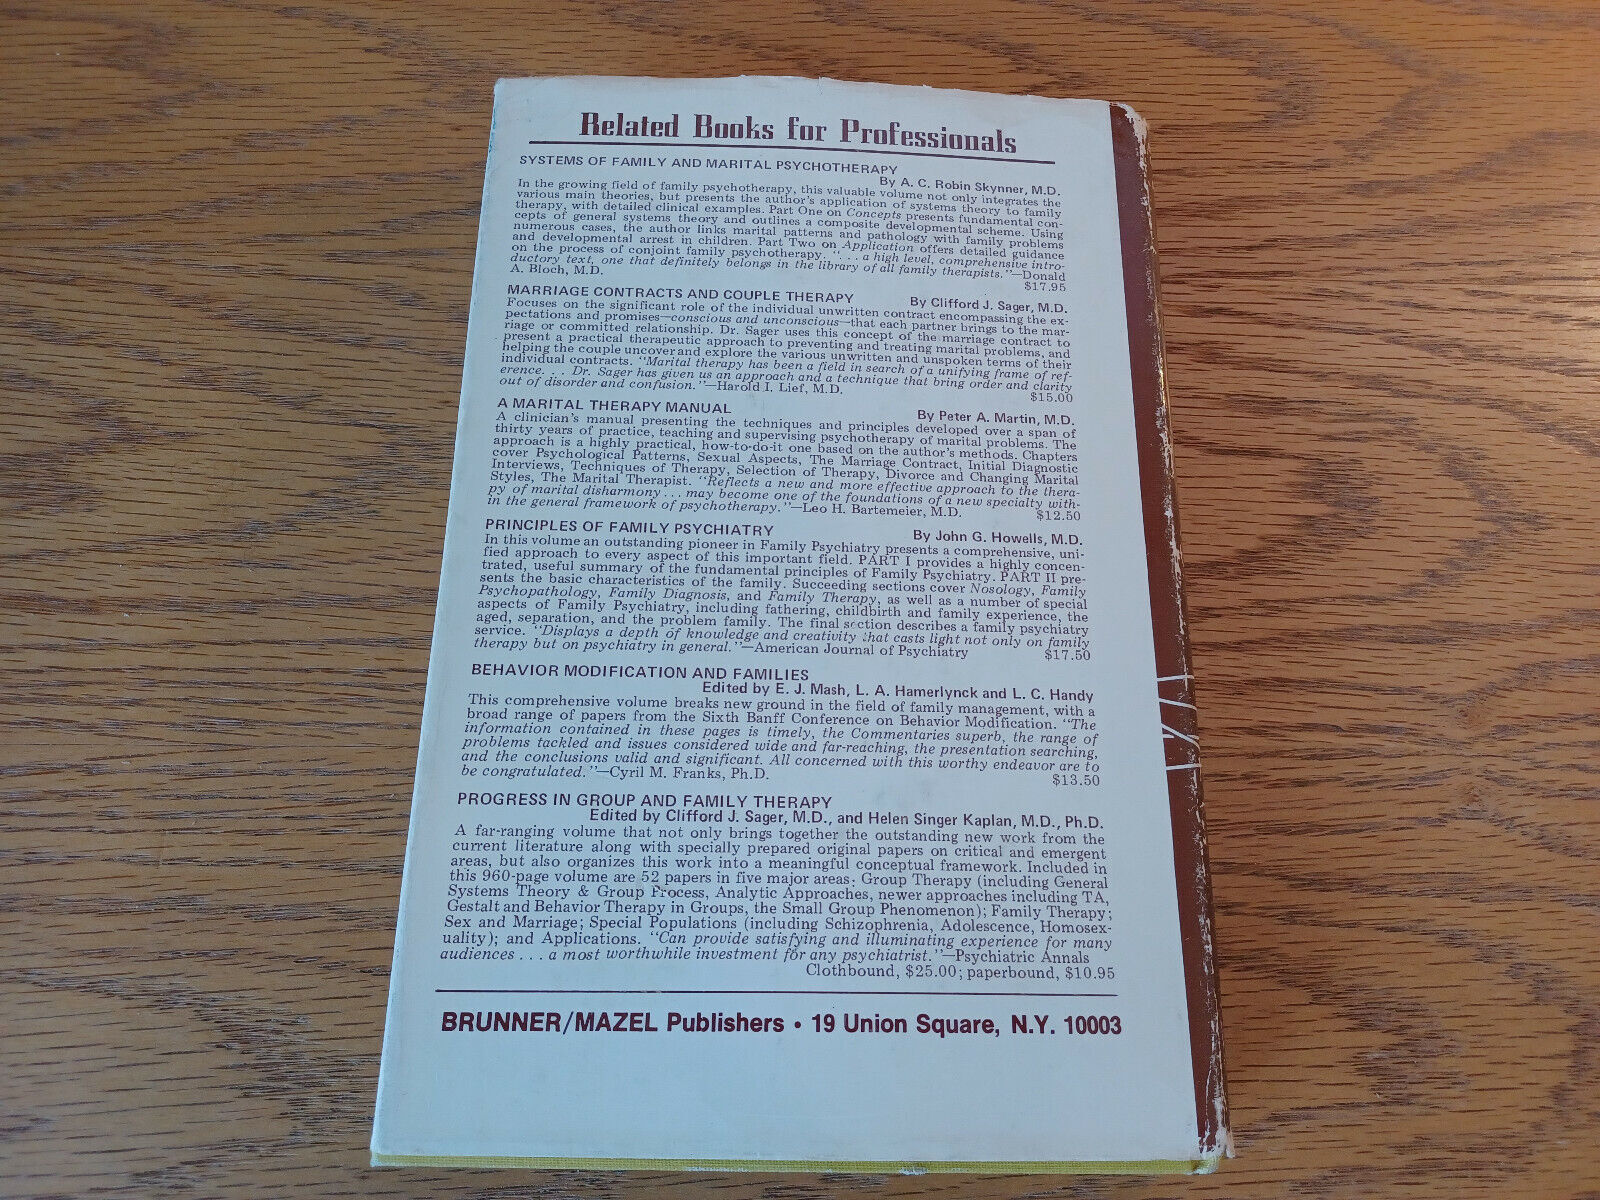 Related Books for Professionals
SYSTEMS OF FAMILY AND MARITAL PSYCHOTHERAPY
By A. C. Robin Skynner, M.D.
In the growing field of family psychotherapy, this valuable volume not only integrates the
various main theories, but presents the author's application of systems theory to family
therapy, with detailed clinical examples. Part One on Concepts presents fundamental con-
cepts of general systems theory and outlines a composite developmental scheme. Using
numerous cases, the author links marital patterns and pathology with family problems
and developmental arrest in children. Part Two on Application offers detailed guidance
on the process of conjoint family psychotherapy. ". . . a high level, comprehensive intro-
ductory text, one that definitely belongs in the library of all family therapists."—Donald
A. Bloch, M.D. $17.95
MARRIAGE CONTRACTS AND COUPLE THERAPY By Clifford J. Sager, M.D.
Focuses on the significant role of the individual unwritten contract encompassing the ex-
pectations and promises—conscious and unconscious—that each partner brings to the mar-
riage or committed relationship. Dr. Sager uses this concept of the marriage contract to
present a practical therapeutic approach to preventing and treating marital problems, and
helping the couple uncover and explore the various unwritten and unspoken terms of their
individual contracts. "Marital therapy has been a field in search of a unifying frame of ref-
erence. . . Dr. Sager has given us an approach and a technique that bring order and clarity
out of disorder and confusion."—Harold I. Lief, M.D. $15.00
A MARITAL THERAPY MANUAL By Peter A. Martin, M.D.
A clinician's manual presenting the techniques and principles developed over a span of
thirty years of practice, teaching and supervising psychotherapy of marital problems. The
approach is a highly practical, how-to-do-it one based on the author's methods. Chapters
cover Psychological Patterns, Sexual Aspects, The Marriage Contract, Initial Diagnostic
Interviews, Techniques of Therapy, Selection of Therapy, Divorce and Changing Marital
Styles, The Marital Therapist. "Reflects a new and more effective approach to the thera-
py of marital disharmony . . . may become one of the foundations of a new specialty with-
in the general framework of psychotherapy."—Leo H. Bartemeier, M.D. $12.50
PRINCIPLES OF FAMILY PSYCHIATRY By John G. Howells, M.D.
In this volume an outstanding pioneer in Family Psychiatry presents a comprehensive, uni-
fied approach to every aspect of this important field. PART I provides a highly concen-
trated, useful summary of the fundamental principles of Family Psychiatry. PART II pre-
sents the basic characteristics of the family. Succeeding sections cover Nosology, Family
Psychopathology, Family Diagnosis, and Family Therapy, as well as a number of special
aspects of Family Psychiatry, including fathering, childbirth and family experience, the
aged, separation, and the problem family. The final section describes a family psychiatry
service. "Displays a depth of knowledge and creativity that casts light not only on family
therapy but on psychiatry in general."—American Journal of Psychiatry $17.50
BEHAVIOR MODIFICATION AND FAMILIES
Edited by E. J. Mash, L. A. Hamerlynck and L. C. Handy
This comprehensive volume breaks new ground in the field of family management, with a
broad range of papers from the Sixth Banff Conference on Behavior Modification. "The
information contained in these pages is timely, the Commentaries superb, the range of
problems tackled and issues considered wide and far-reaching, the presentation searching,
and the conclusions valid and significant. All concerned with this worthy endeavor are to
be congratulated."—Cyril M. Franks, Ph.D. $13.50
PROGRESS IN GROUP AND FAMILY THERAPY
Edited by Clifford J. Sager, M.D., and Helen Singer Kaplan, M.D., Ph.D.
A far-ranging volume that not only brings together the outstanding new work from the
current literature along with specially prepared original papers on critical and emergent
areas, but also organizes this work into a meaningful conceptual framework. Included in
this 960-page volume are 52 papers in five major areas: Group Therapy (including General
Systems Theory & Group Process, Analytic Approaches, newer approaches including TA,
Gestalt and Behavior Therapy in Groups, the Small Group Phenomenon); Family Therapy;
Sex and Marriage; Special Populations (including Schizophrenia, Adolescence, Homosex-
uality); and Applications. "Can provide satisfying and illuminating experience for many
audiences . . . a most worthwhile investment for any psychiatrist."—Psychiatric Annals
Clothbound, $25.00; paperbound, $10.95
BRUNNER/MAZEL Publishers • 19 Union Square, N.Y. 10003